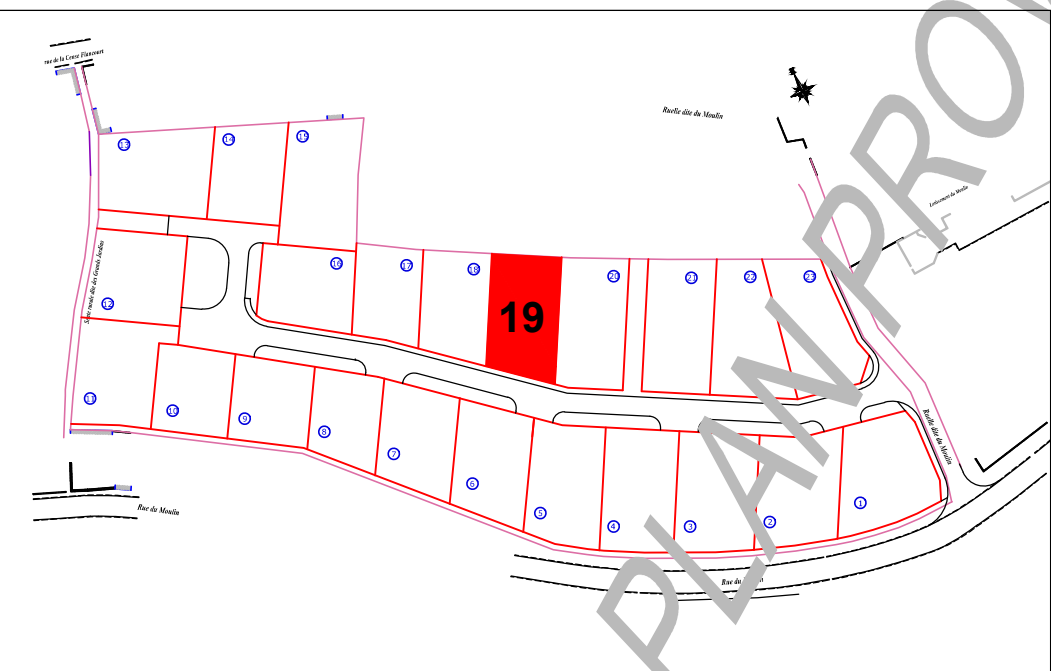 rue de la Cense Flancourt
Ruelle dite du Moulin
PLAN PRO
13
14
15
Lotissement du Moulin
Sente rurale dite des Grands Jardins
16
17
18
19
20
21
22
23
12
11
10
9
8
7
6
5
4
3
2
1
Ruelle dite du Moulin
Rue du Moulin
Rue du